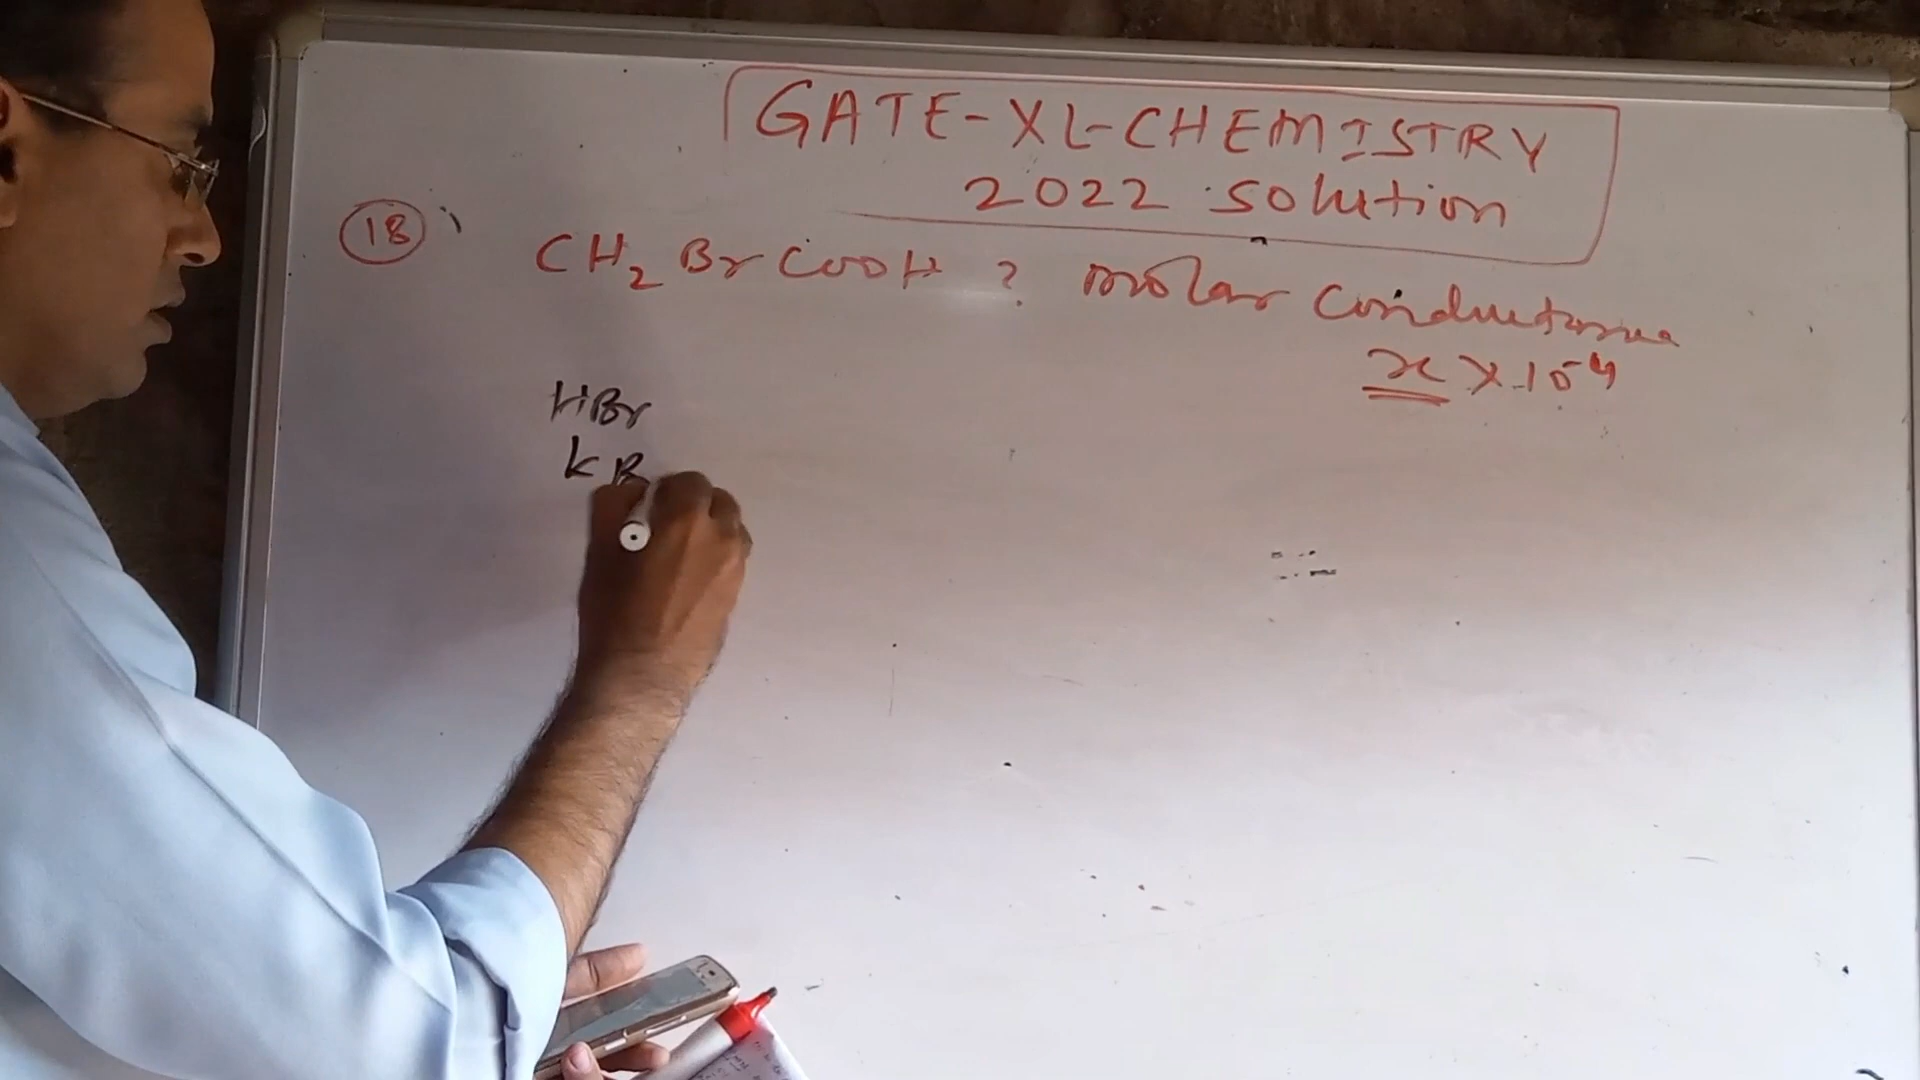 GATE-XL-CHEMISTRY
2022 Solution
18 CH2BrCOOH ? molar conductance
x × 10-4
HBr
KB